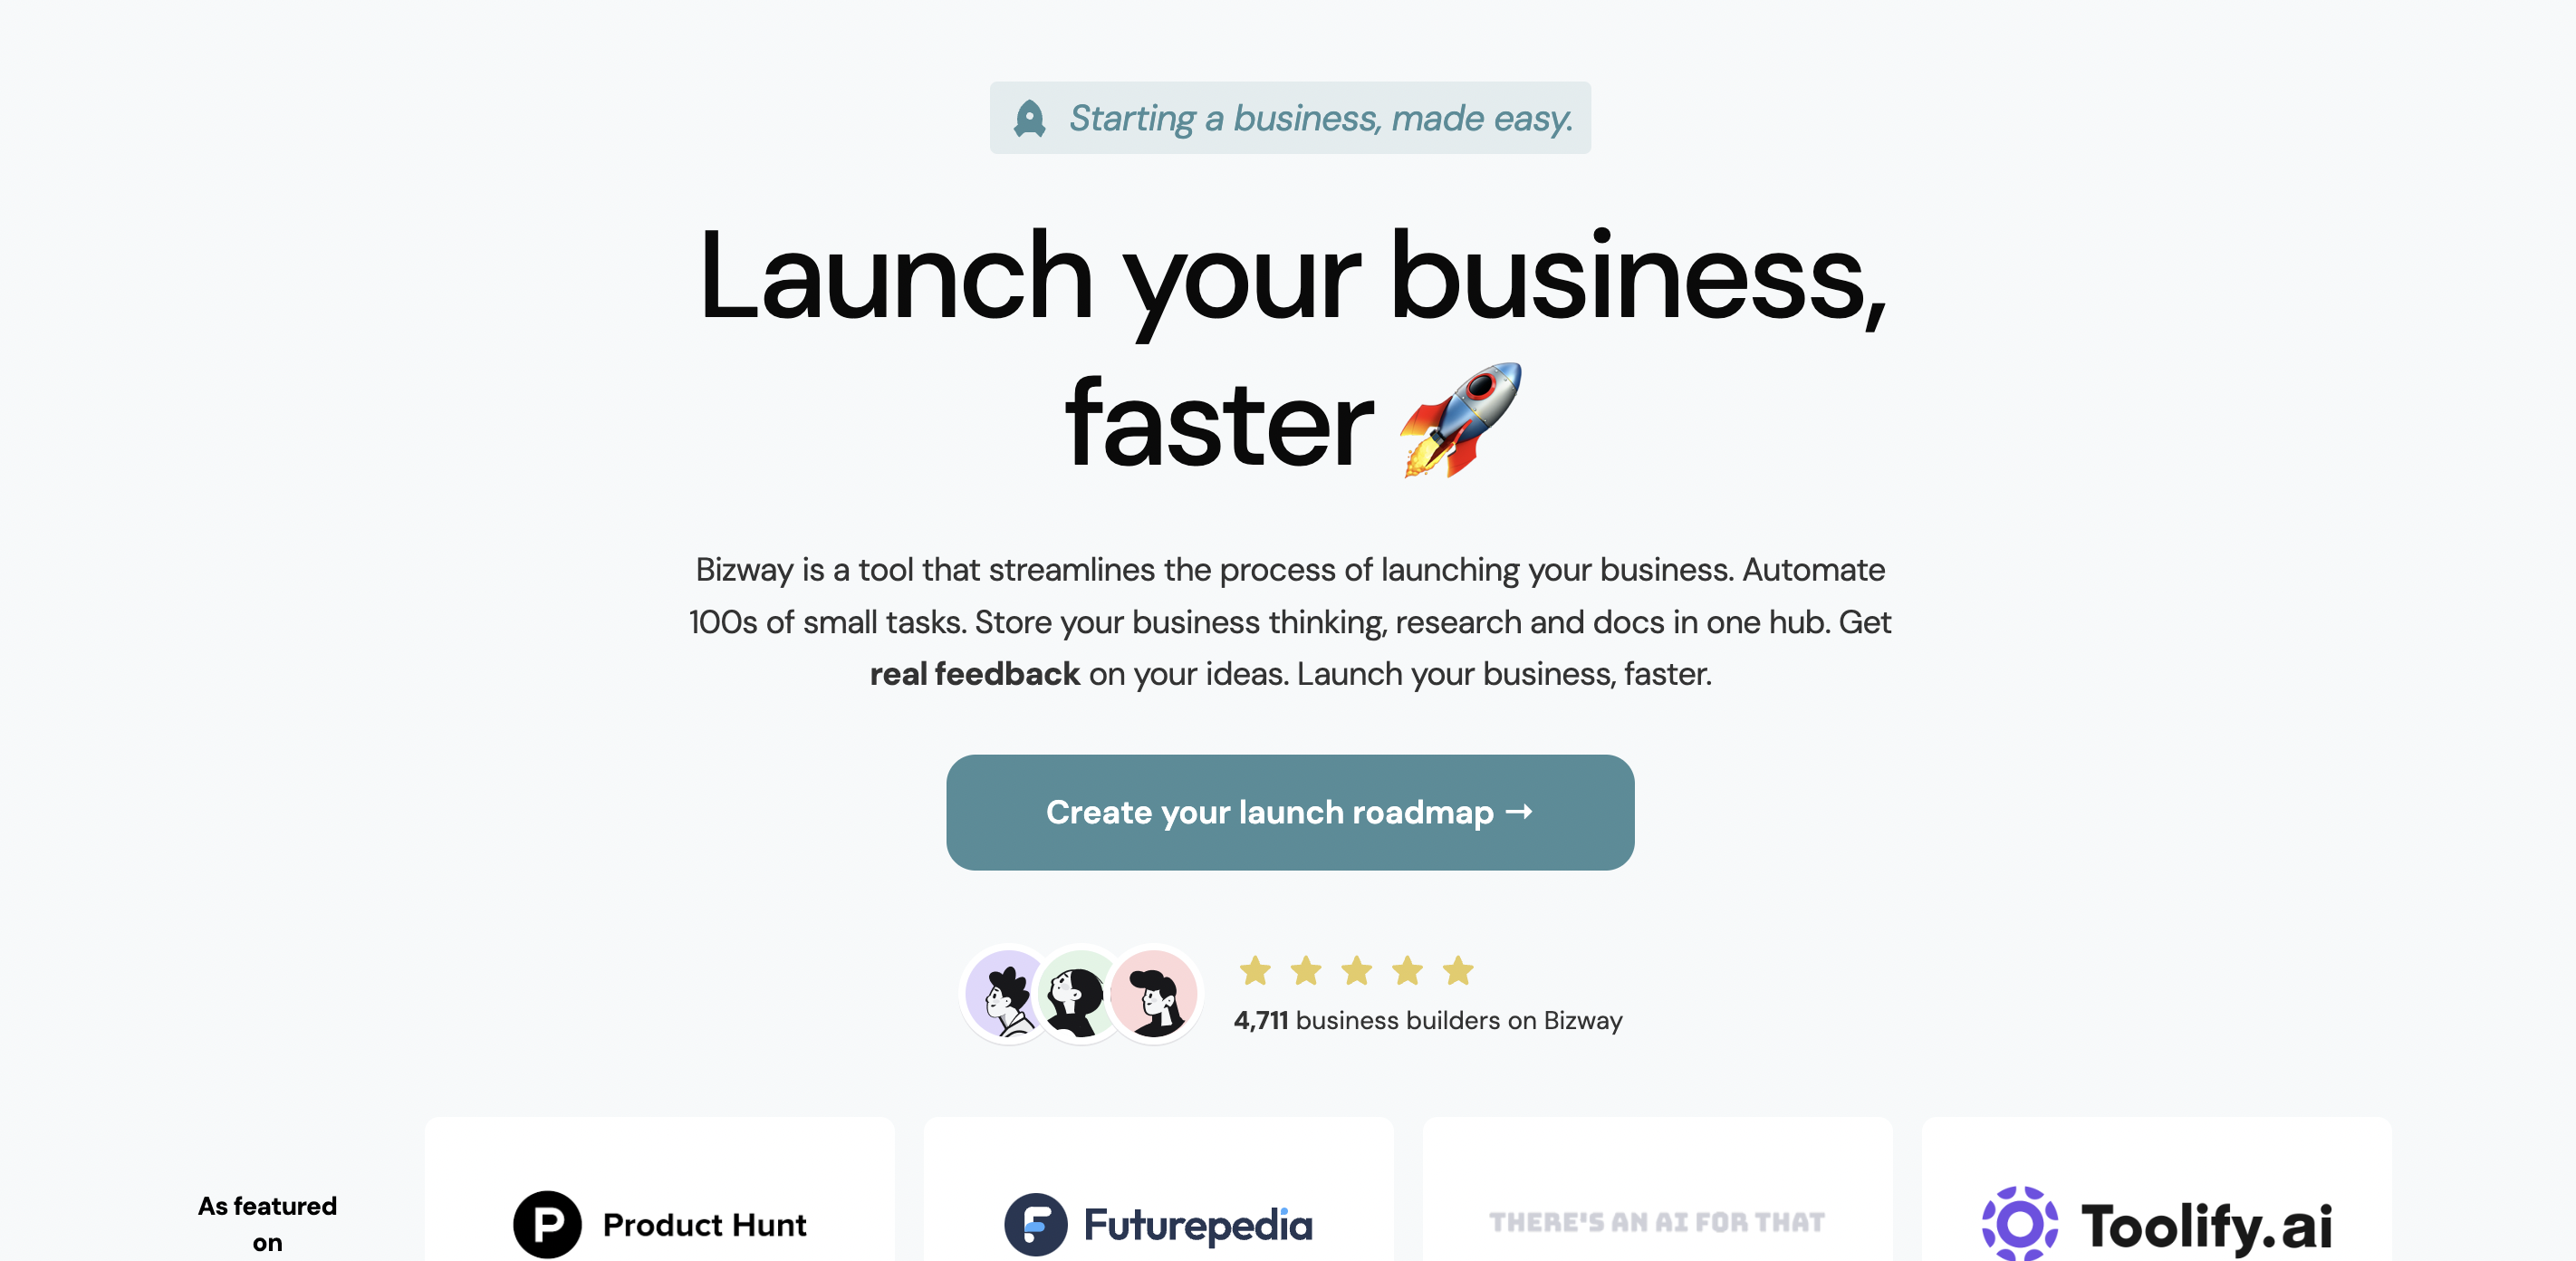 Starting a business, made easy.
Launch your business,
faster 🚀
Bizway is a tool that streamlines the process of launching your business. Automate
100s of small tasks. Store your business thinking, research and docs in one hub. Get
real feedback on your ideas. Launch your business, faster.
Create your launch roadmap →
4,711 business builders on Bizway
As featured
on
Product Hunt
Futurepedia
THERE'S AN AI FOR THAT
Toolify.ai